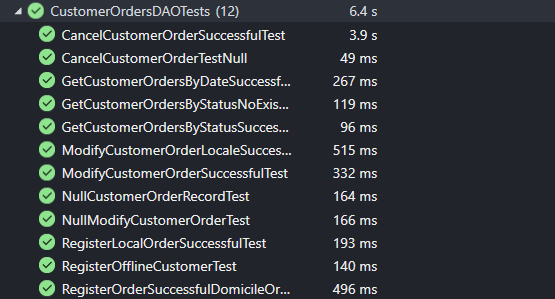 CustomerOrdersDAOTests (12) 6.4 s
CancelCustomerOrderSuccessfulTest 3.9 s
CancelCustomerOrderTestNull 49 ms
GetCustomerOrdersByDateSuccessf... 267 ms
GetCustomerOrdersByStatusNoExis... 119 ms
GetCustomerOrdersByStatusSucces... 96 ms
ModifyCustomerOrderLocaleSucces... 515 ms
ModifyCustomerOrderSuccessfulTest 332 ms
NullCustomerOrderRecordTest 164 ms
NullModifyCustomerOrderTest 166 ms
RegisterLocalOrderSuccessfulTest 193 ms
RegisterOfflineCustomerTest 140 ms
RegisterOrderSuccessfulDomicileOr... 496 ms